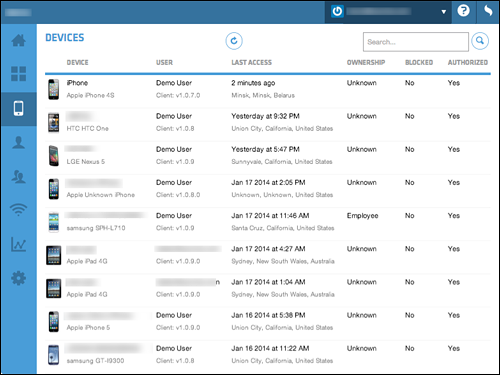 DEVICES
Search...
DEVICE USER LAST ACCESS OWNERSHIP BLOCKED AUTHORIZED
iPhone Demo User 2 minutes ago Unknown No Yes
Apple iPhone 4S Client: v1.0.7.0 Minsk, Minsk, Belarus
Demo User Yesterday at 9:32 PM Unknown No Yes
HTC HTC One Client: v1.0.8 Union City, California, United States
Demo User Yesterday at 5:47 PM Unknown No Yes
LGE Nexus 5 Client: v1.0.9 Sunnyvale, California, United States
Demo User Jan 17 2014 at 2:05 PM Unknown No Yes
Apple Unknown iPhone Client: v1.0.8.0 Unknown, Unknown, United States
Demo User Jan 17 2014 at 11:46 AM Employee No Yes
samsung SPH-L710 Client: v1.0.9 Santa Cruz, California, United States
Jan 17 2014 at 4:27 AM Unknown No Yes
Apple iPad 4G Client: v1.0.9.0 Sydney, New South Wales, Australia
Jan 17 2014 at 1:04 AM Unknown No Yes
Apple iPad 4G Client: v1.0.9.0 Sydney, New South Wales, Australia
Demo User Jan 16 2014 at 5:38 PM Unknown No Yes
Apple iPhone 5 Client: v1.0.9.0 Union City, California, United States
Demo User Jan 16 2014 at 11:22 AM Unknown No Yes
samsung GT-I9300 Client: v1.0.8 Union City, California, United States